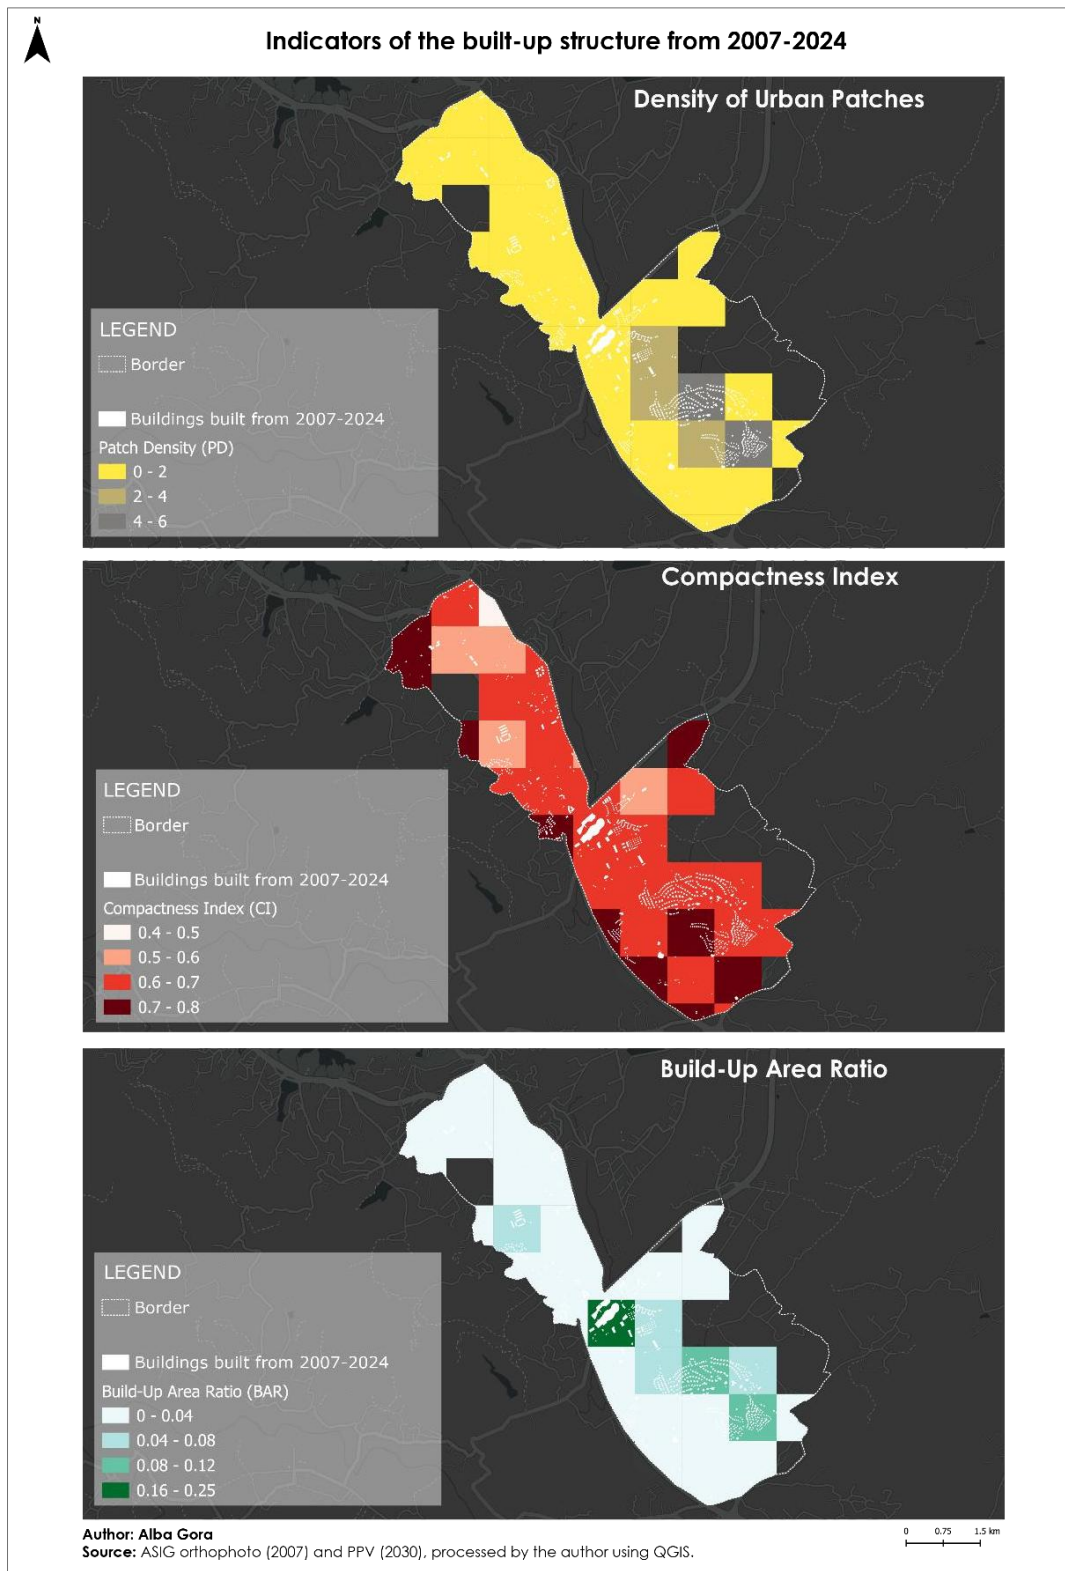 N
Indicators of the built-up structure from 2007-2024
Density of Urban Patches
LEGEND
Border
Buildings built from 2007-2024
Patch Density (PD)
0 - 2
2 - 4
4 - 6
Compactness Index
LEGEND
Border
Buildings built from 2007-2024
Compactness Index (CI)
0.4 - 0.5
0.5 - 0.6
0.6 - 0.7
0.7 - 0.8
Build-Up Area Ratio
LEGEND
Border
Buildings built from 2007-2024
Build-Up Area Ratio (BAR)
0 - 0.04
0.04 - 0.08
0.08 - 0.12
0.16 - 0.25
Author: Alba Gora
Source: ASIG orthophoto (2007) and PPV (2030), processed by the author using QGIS.
0 0.75 1.5 km